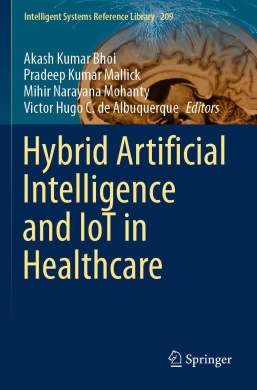 Intelligent Systems Reference Library 209
Akash Kumar Bhoi
Pradeep Kumar Mallick
Mihir Narayana Mohanty
Victor Hugo C. de Albuquerque Editors
Hybrid Artificial
Intelligence
and IoT in
Healthcare
Springer